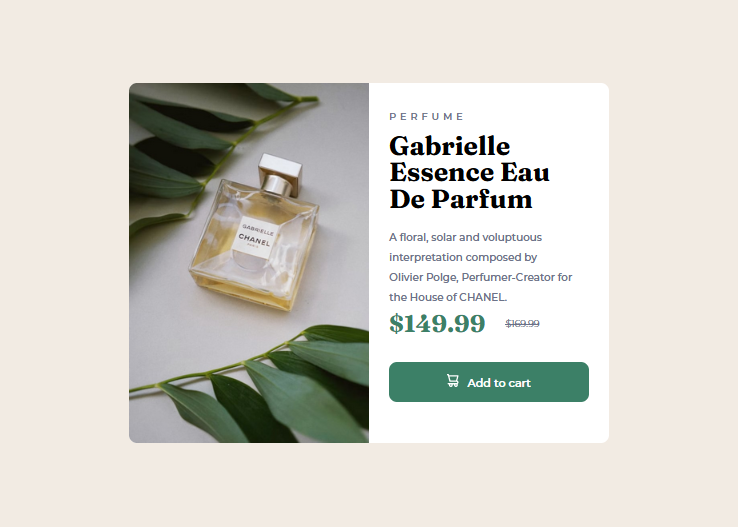 GABRIELLE
CHANEL
PARIS
PERFUME
Gabrielle
Essence Eau
De Parfum
A floral, solar and voluptuous
interpretation composed by
Olivier Polge, Perfumer-Creator for
the House of CHANEL.
$149.99 $169.99
Add to cart